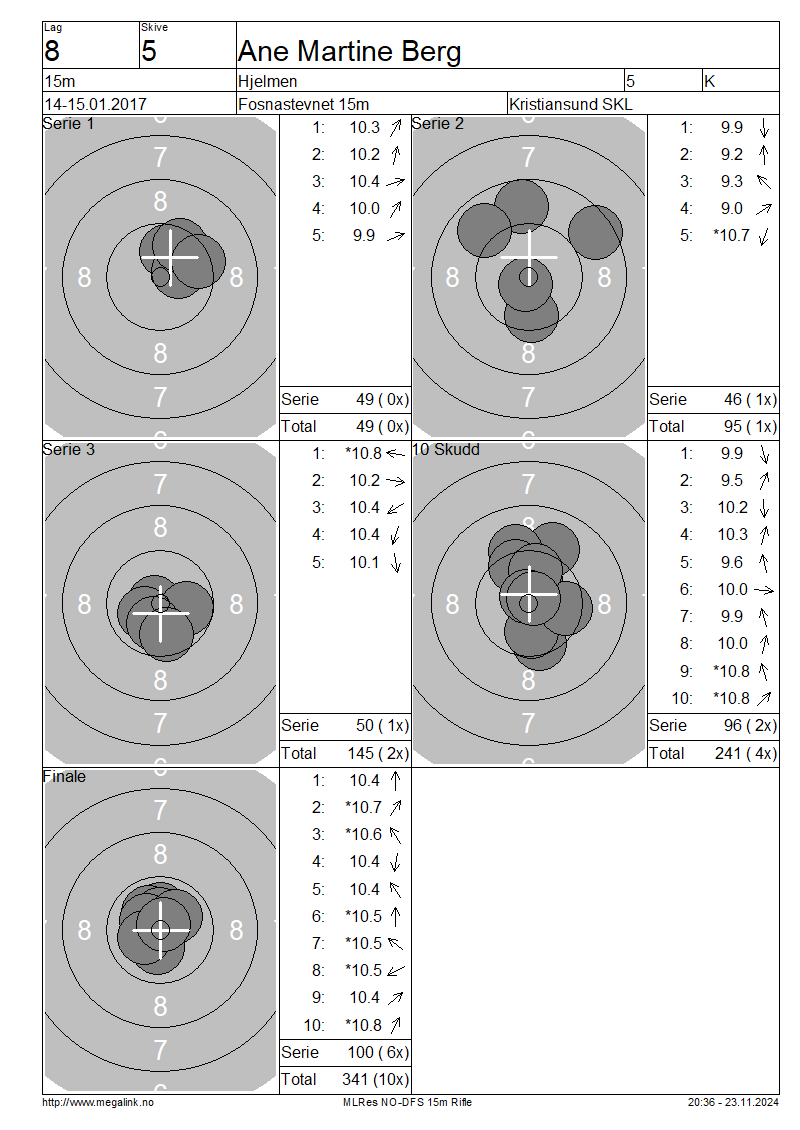 Lag
Skive
8
5
Ane Martine Berg
15m
Hjelmen
5
K
14-15.01.2017
Fosnastevnet 15m
Kristiansund SKL
Serie 1
7
8
8
8
8
7
1: 10.3
2: 10.2
3: 10.4
4: 10.0
5: 9.9
Serie 49 ( 0x)
Total 49 ( 0x)
Serie 2
7
8
8
8
7
1: 9.9
2: 9.2
3: 9.3
4: 9.0
5: *10.7
Serie 46 ( 1x)
Total 95 ( 1x)
Serie 3
7
8
8
8
8
7
1: *10.8
2: 10.2
3: 10.4
4: 10.4
5: 10.1
Serie 50 ( 1x)
Total 145 ( 2x)
10 Skudd
7
8
8
8
8
7
1: 9.9
2: 9.5
3: 10.2
4: 10.3
5: 9.6
6: 10.0
7: 9.9
8: 10.0
9: *10.8
10: *10.8
Serie 96 ( 2x)
Total 241 ( 4x)
Finale
7
8
8
8
8
7
1: 10.4
2: *10.7
3: *10.6
4: 10.4
5: 10.4
6: *10.5
7: *10.5
8: *10.5
9: 10.4
10: *10.8
Serie 100 ( 6x)
Total 341 (10x)
http://www.megalink.no
MLRes NO-DFS 15m Rifle
20:36 - 23.11.2024